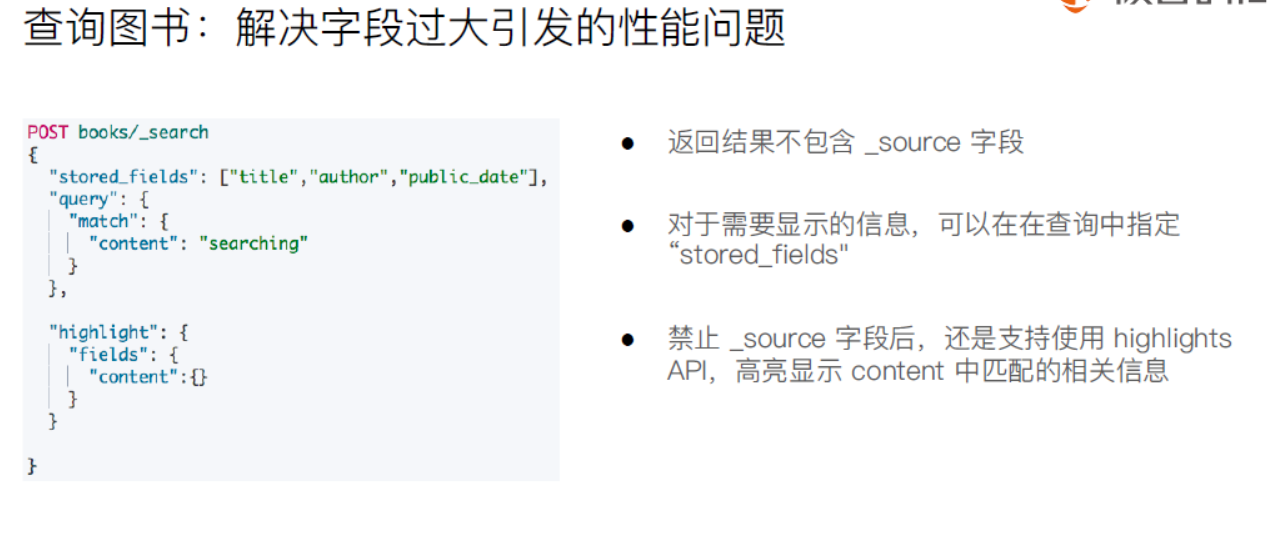 查询图书：解决字段过大引发的性能问题
POST books/_search
{
"stored_fields": ["title","author","public_date"],
"query": {
"match": {
"content": "searching"
}
},
"highlight": {
"fields": {
"content":{}
}
}
}
● 返回结果不包含 _source 字段
● 对于需要显示的信息，可以在在查询中指定
“stored_fields"
● 禁止 _source 字段后，还是支持使用 highlights
API，高亮显示 content 中匹配的相关信息